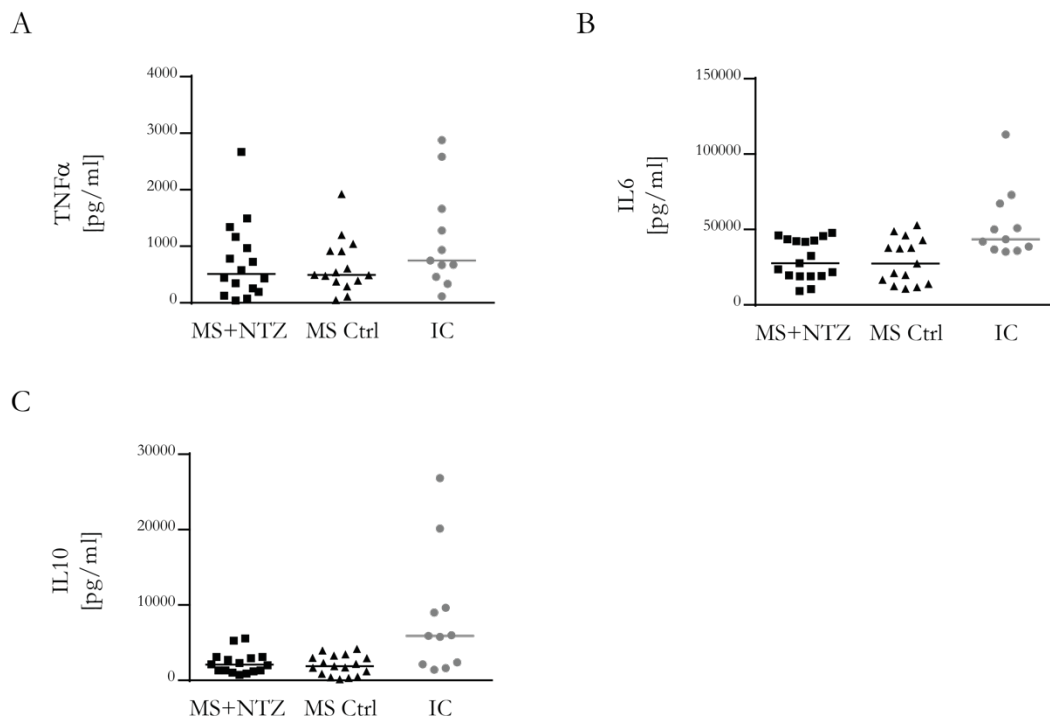 A
TNFα
[pg/ml]
4000
3000
2000
1000
0
MS+NTZ MS Ctrl IC
B
IL6
[pg/ml]
150000
100000
50000
0
MS+NTZ MS Ctrl IC
C
IL10
[pg/ml]
30000
20000
10000
0
MS+NTZ MS Ctrl IC